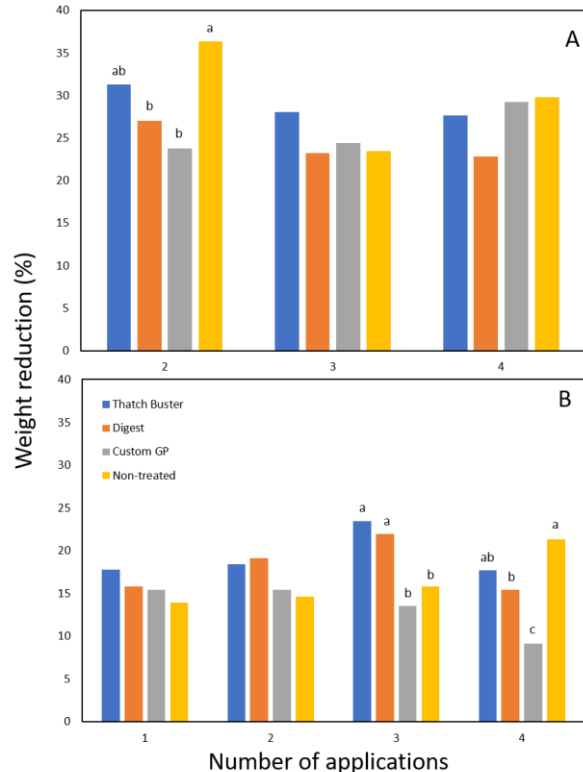 40
35
30
25
20
15
10
5
0
A
ab
b
b
a
2
3
4
Weight reduction (%)
40
35
30
25
20
15
10
5
0
B
Thatch Buster
Digest
Custom GP
Non-treated
a
a
b
b
ab
b
c
a
1
2
3
4
Number of applications